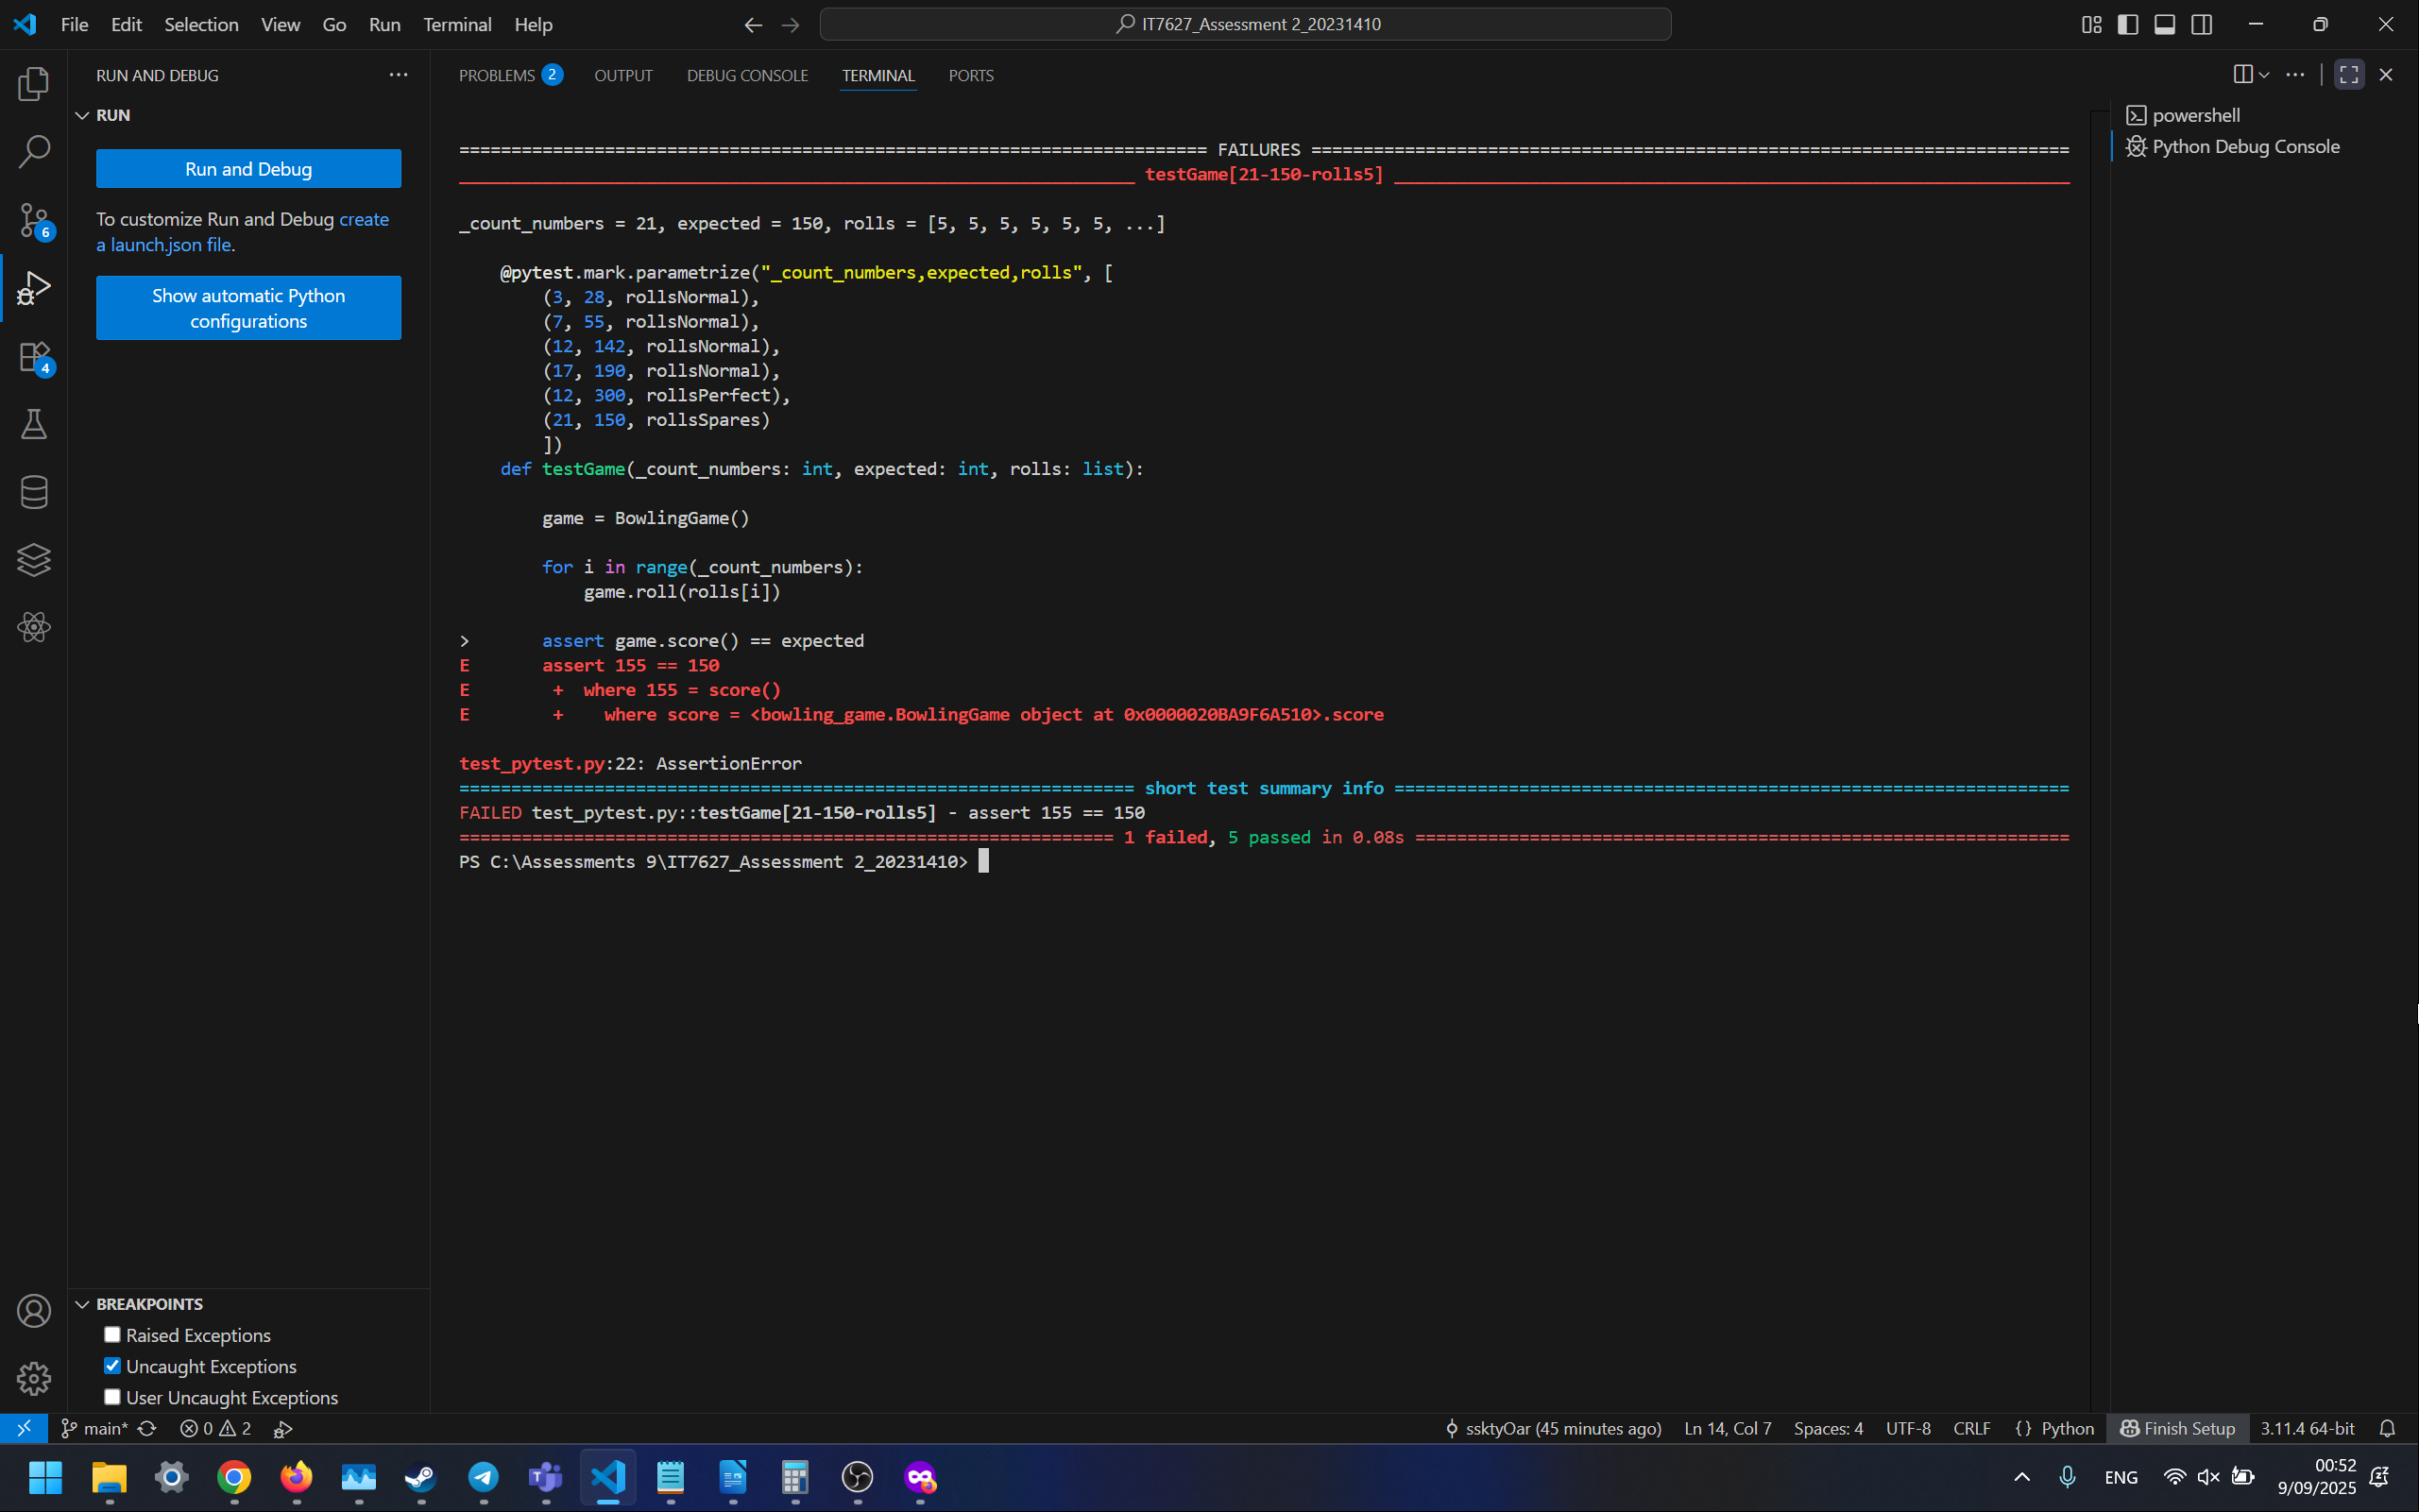 File Edit Selection View Go Run Terminal Help
IT7627_Assessment 2_20231410
RUN AND DEBUG
RUN
Run and Debug
To customize Run and Debug create
a launch.json file.
Show automatic Python
configurations
6
4
PROBLEMS 2 OUTPUT DEBUG CONSOLE TERMINAL PORTS
======================================================================== FAILURES =========================================================================
_________________________________________________________________ testGame[21-150-rolls5] _________________________________________________________________
_count_numbers = 21, expected = 150, rolls = [5, 5, 5, 5, 5, 5, ...]
@pytest.mark.parametrize("_count_numbers,expected,rolls", [
(3, 28, rollsNormal),
(7, 55, rollsNormal),
(12, 142, rollsNormal),
(17, 190, rollsNormal),
(12, 300, rollsPerfect),
(21, 150, rollsSpares)
])
def testGame(_count_numbers: int, expected: int, rolls: list):
game = BowlingGame()
for i in range(_count_numbers):
game.roll(rolls[i])
> assert game.score() == expected
E assert 155 == 150
E + where 155 = score()
E + where score = <bowling_game.BowlingGame object at 0x0000020BA9F6A510>.score
test_pytest.py:22: AssertionError
================================================================= short test summary info =================================================================
FAILED test_pytest.py::testGame[21-150-rolls5] - assert 155 == 150
=============================================================== 1 failed, 5 passed in 0.08s ===============================================================
PS C:\Assessments 9\IT7627_Assessment 2_20231410>
powershell
Python Debug Console
BREAKPOINTS
Raised Exceptions
Uncaught Exceptions
User Uncaught Exceptions
main* 0 2 ssktyOar (45 minutes ago) Ln 14, Col 7 Spaces: 4 UTF-8 CRLF {} Python Finish Setup 3.11.4 64-bit
ENG
00:52
9/09/2025